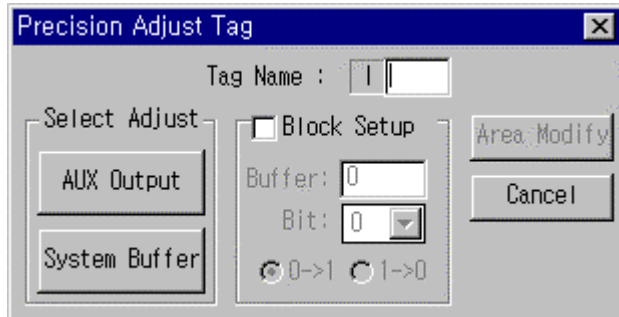 Precision Adjust Tag
Tag Name : I
Select Adjust
AUX Output
System Buffer
Block Setup
Buffer: 0
Bit: 0
0->1 1->0
Area Modify
Cancel